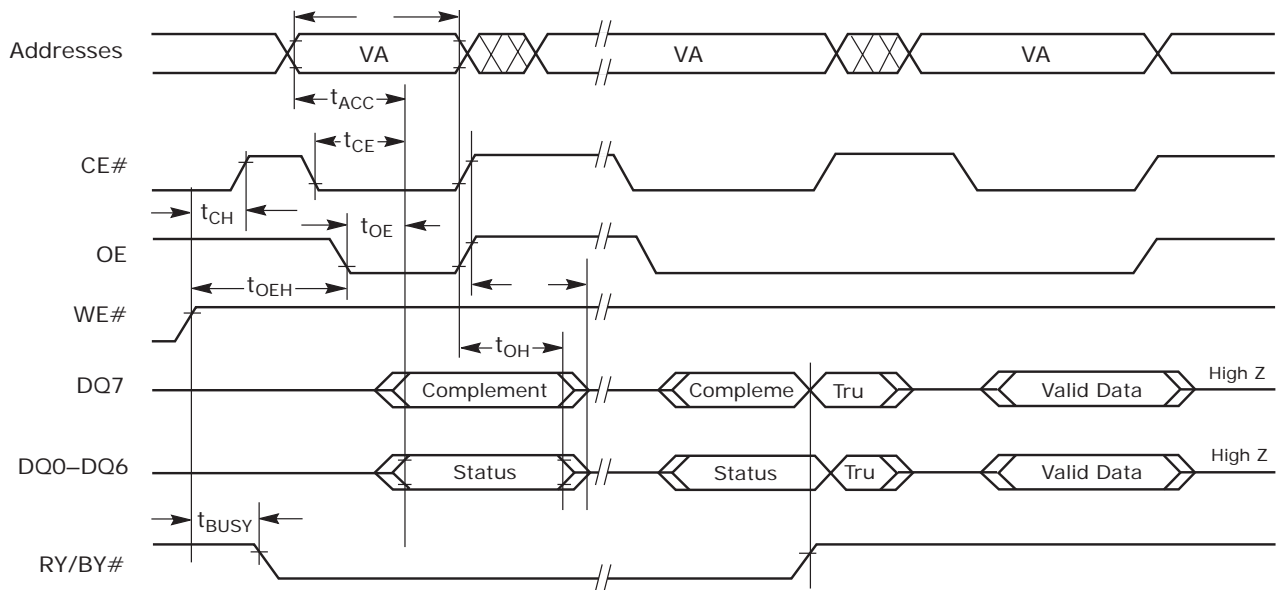 Addresses
VA
VA
VA
tACC
tCE
CE#
tCH
tOE
OE
tOEH
WE#
tOH
DQ7
Complement
Compleme
Tru
Valid Data
High Z
DQ0–DQ6
Status
Status
Tru
Valid Data
High Z
tBUSY
RY/BY#